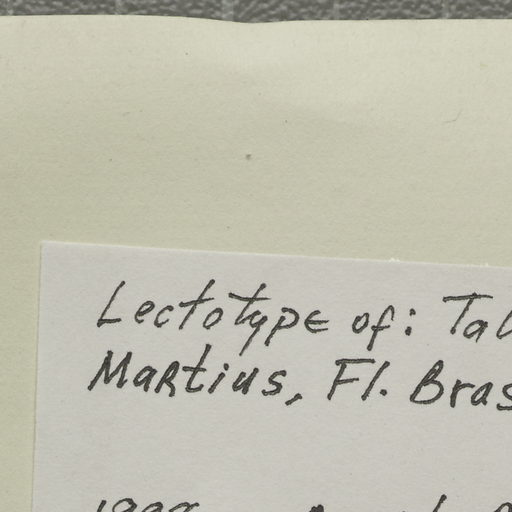 Lectotype of: Tal
Martius, Fl. Bras